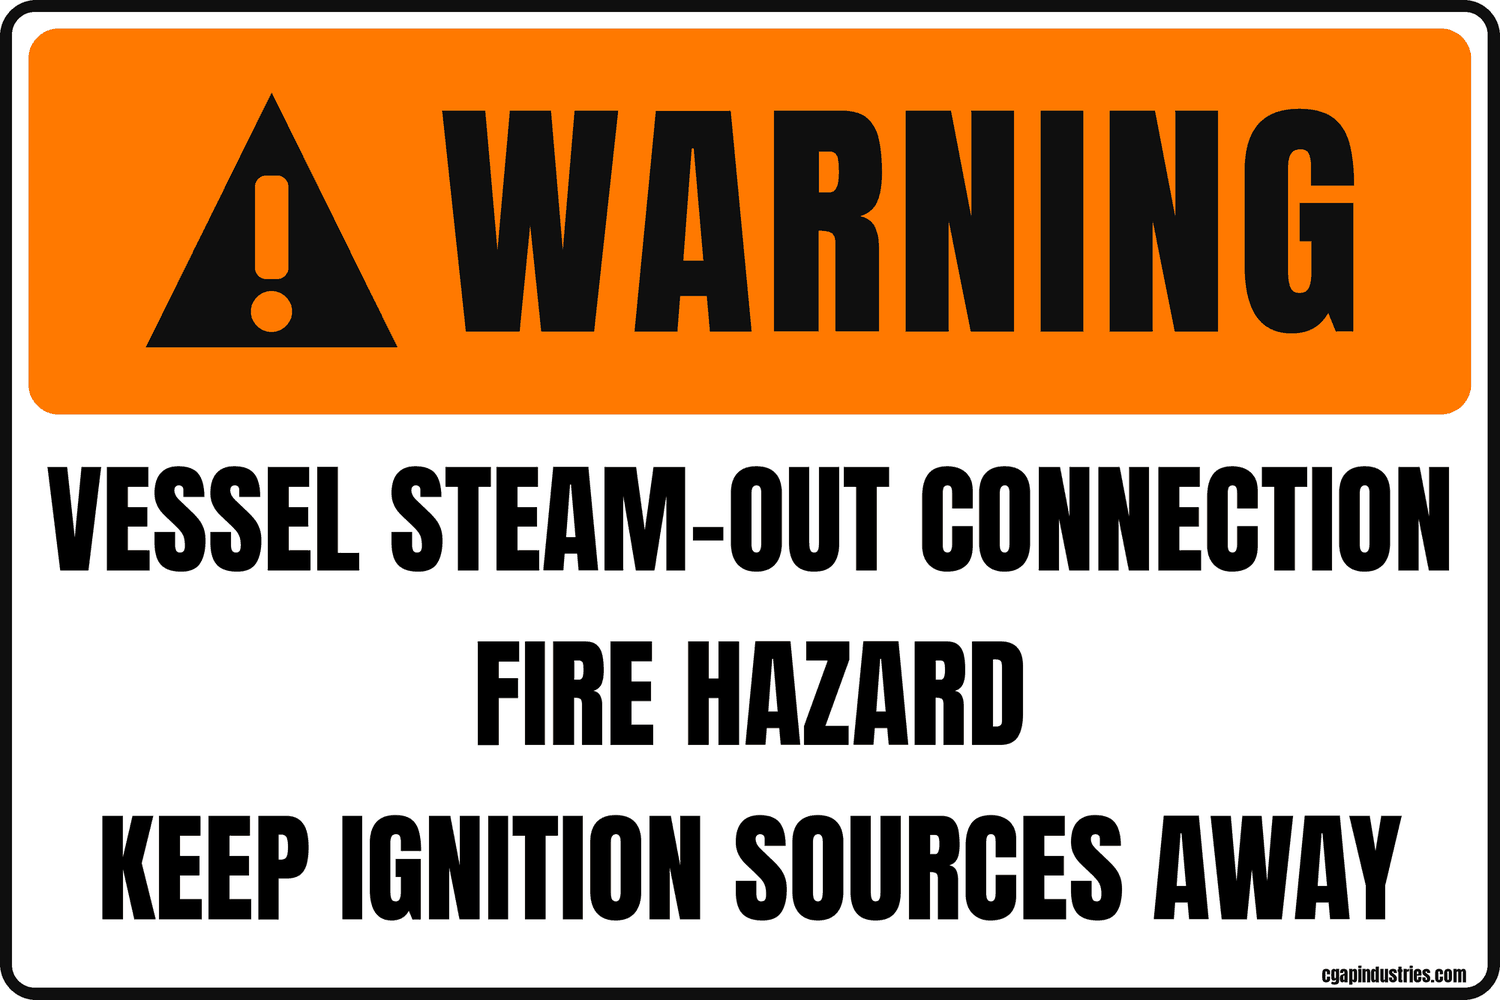 WARNING
VESSEL STEAM-OUT CONNECTION
FIRE HAZARD
KEEP IGNITION SOURCES AWAY
cgapindustries.com